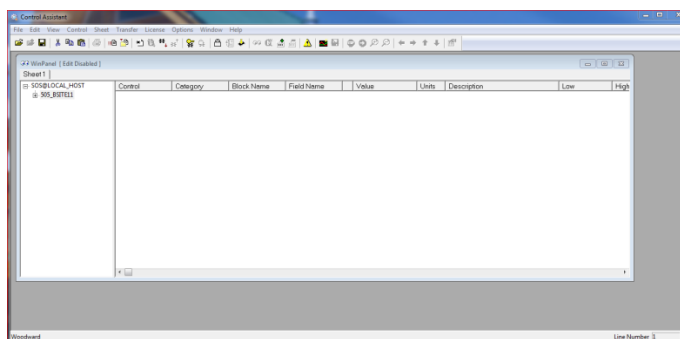 Control Assistant
File Edit View Control Sheet Transfer License Options Window Help
WinPanel [ Edit Disabled ]
Sheet1
SOS@LOCAL_HOST
505_BSITE11
Control Category Block Name Field Name Value Units Description Low High
Woodward Line Number 1